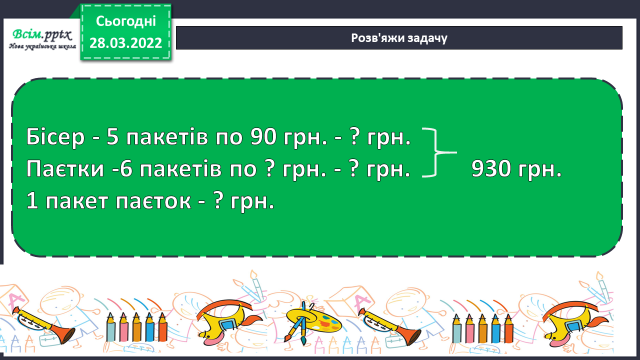 Всім.pptx
Нова українська школа
Сьогодні
28.03.2022
Розв'яжи задачу
Бісер - 5 пакетів по 90 грн. - ? грн.
Паєтки -6 пакетів по ? грн. - ? грн.
930 грн.
1 пакет паєток - ? грн.